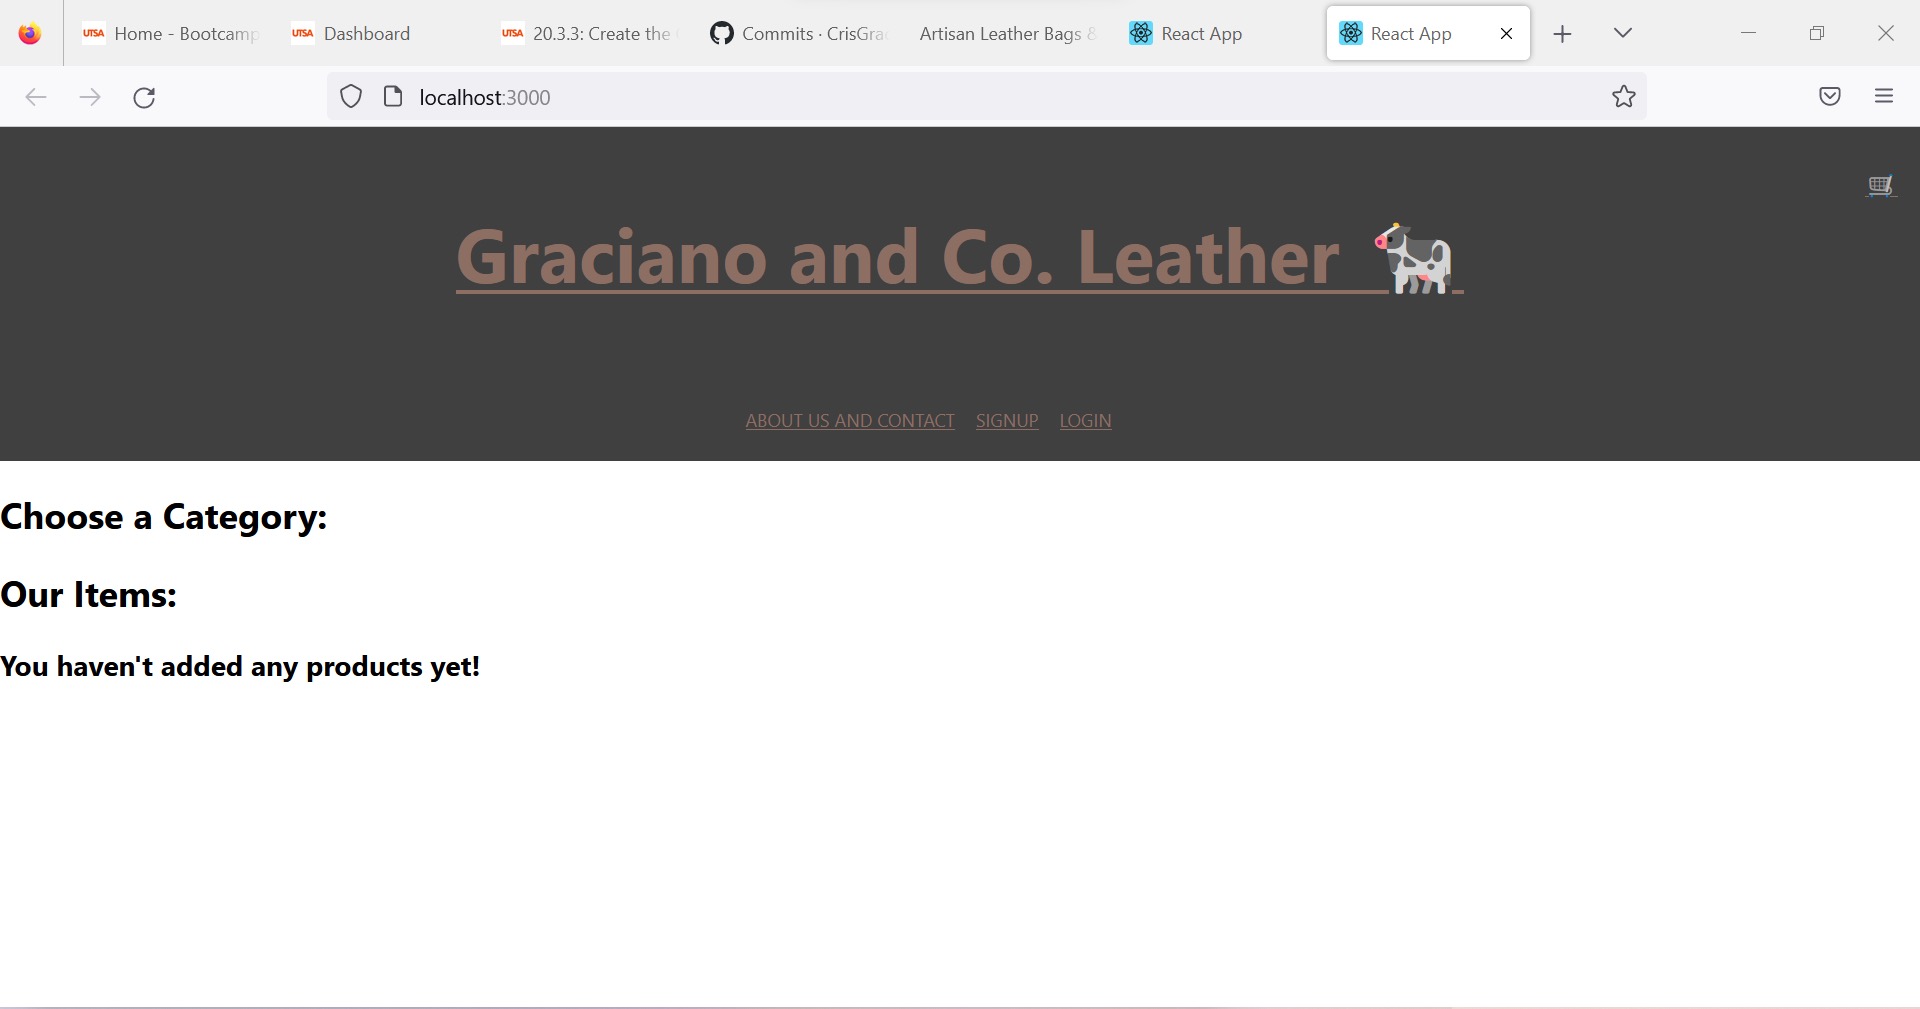 UTSA Home - Bootcamp
UTSA Dashboard
UTSA 20.3.3: Create the
Commits · CrisGrac
Artisan Leather Bags &
React App
React App
localhost:3000
Graciano and Co. Leather 🐄
ABOUT US AND CONTACT SIGNUP LOGIN
Choose a Category:
Our Items:
You haven't added any products yet!